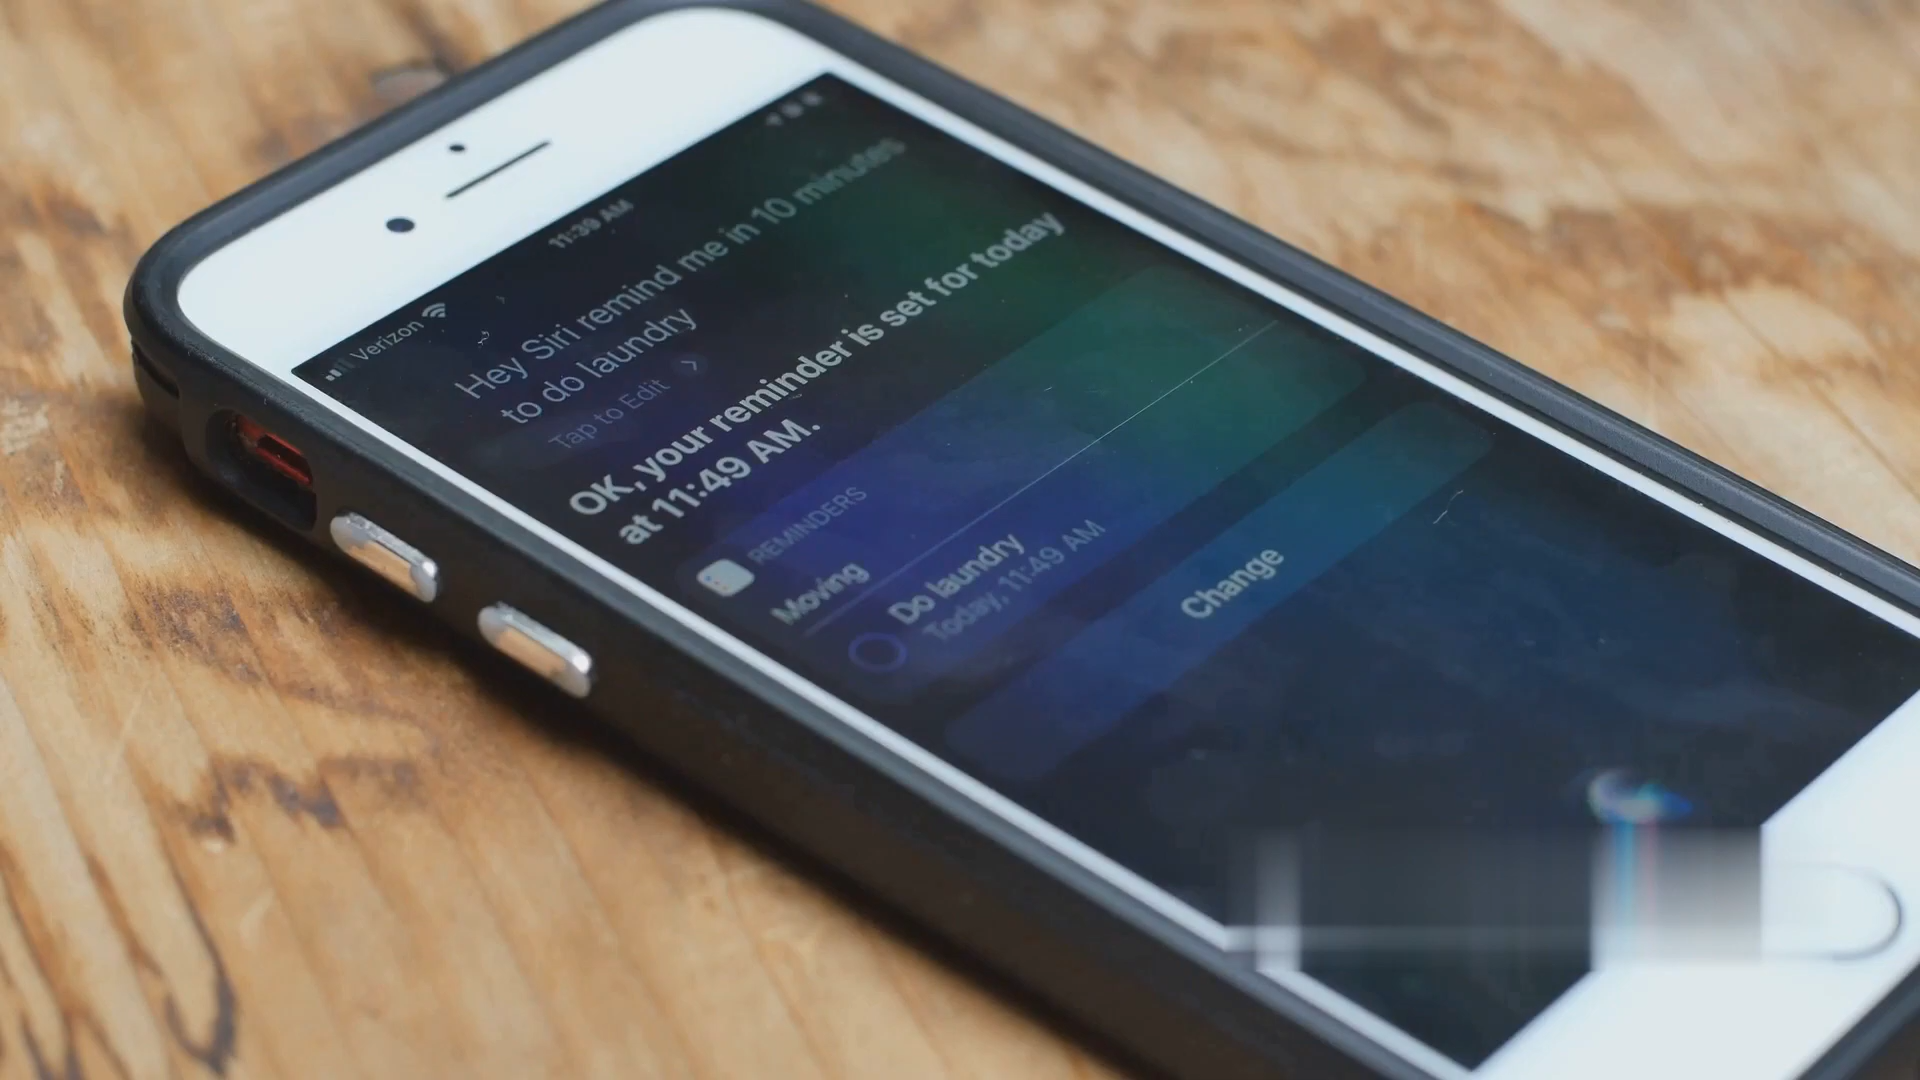 Verizon 11:39 AM
Hey Siri remind me in 10 minutes
to do laundry
Tap to Edit
OK, your reminder is set for today
at 11:49 AM.
REMINDERS
Moving
Do laundry
Today, 11:49 AM
Change